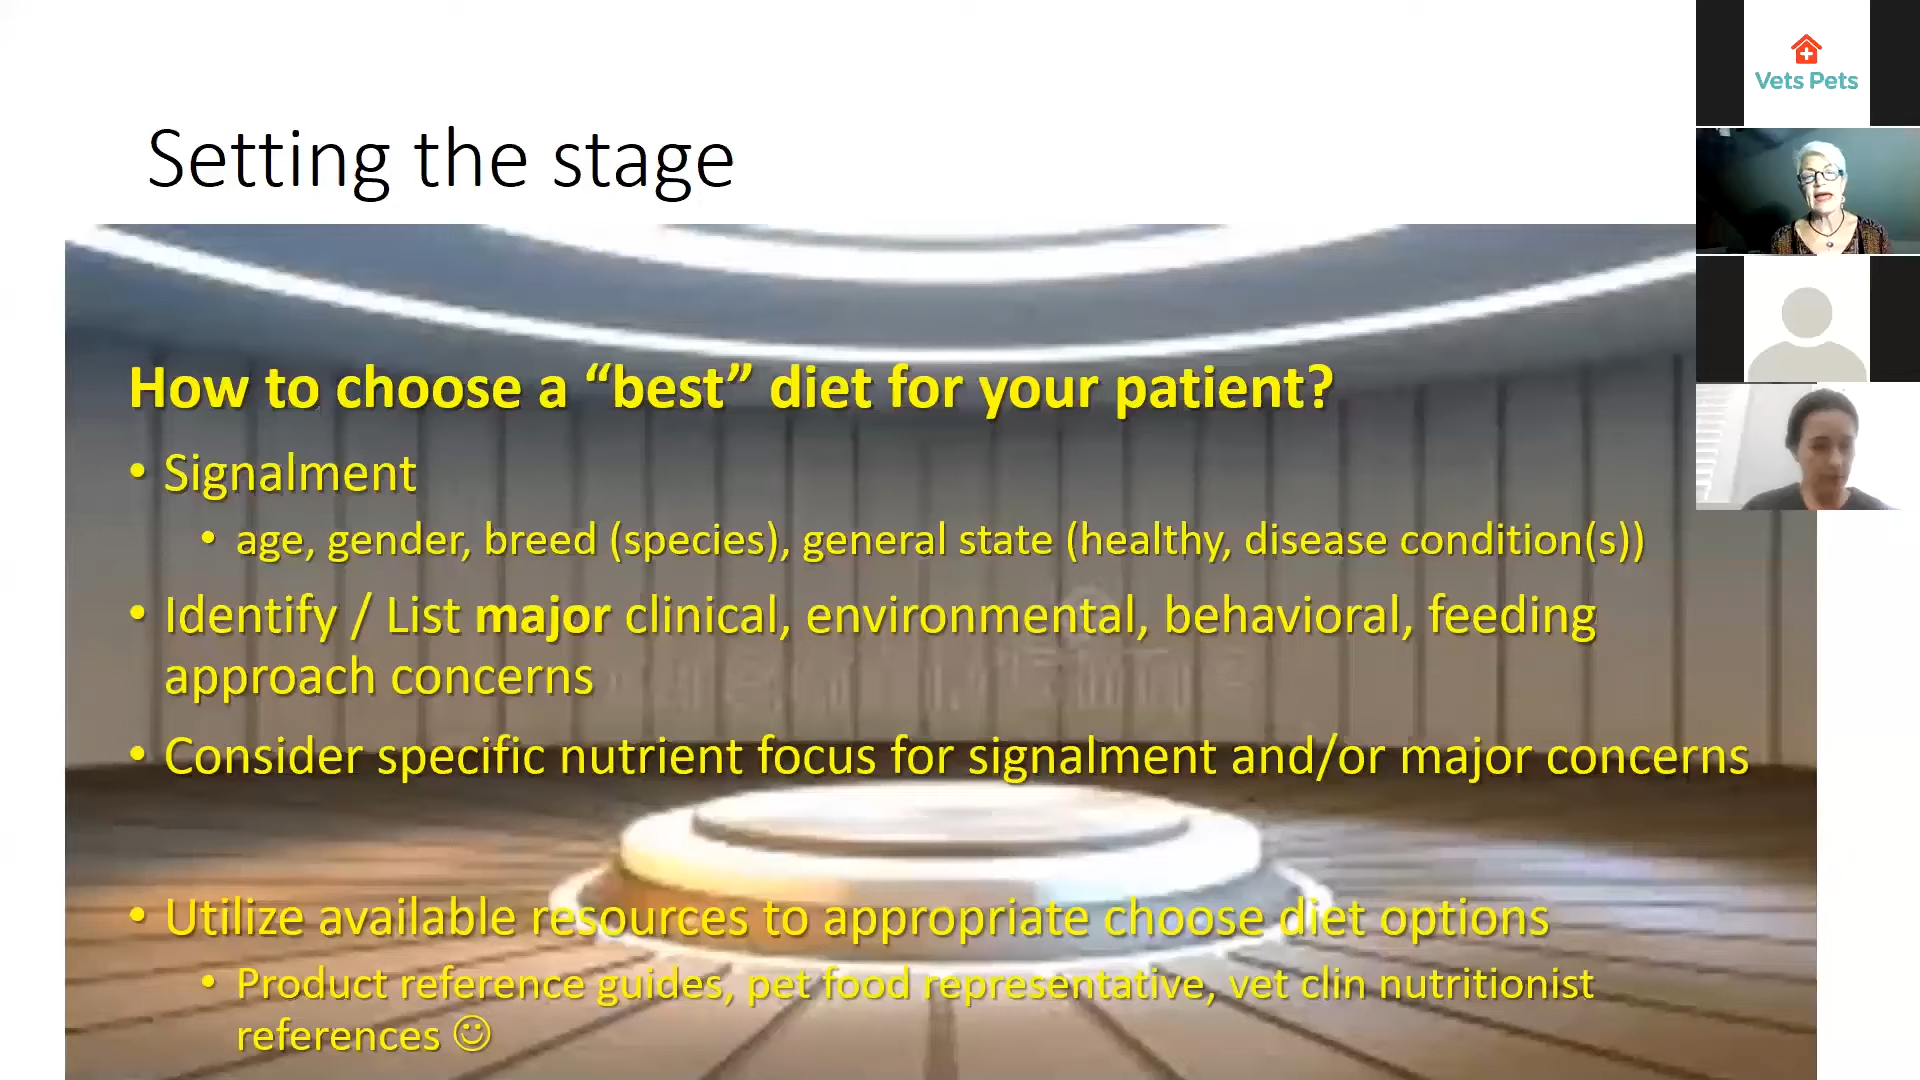 Setting the stage
How to choose a “best” diet for your patient?
• Signalment
• age, gender, breed (species), general state (healthy, disease condition(s))
• Identify / List major clinical, environmental, behavioral, feeding
approach concerns
• Consider specific nutrient focus for signalment and/or major concerns
• Utilize available resources to appropriate choose diet options
• Product reference guides, pet food representative, vet clin nutritionist
references ☺
Vets Pets